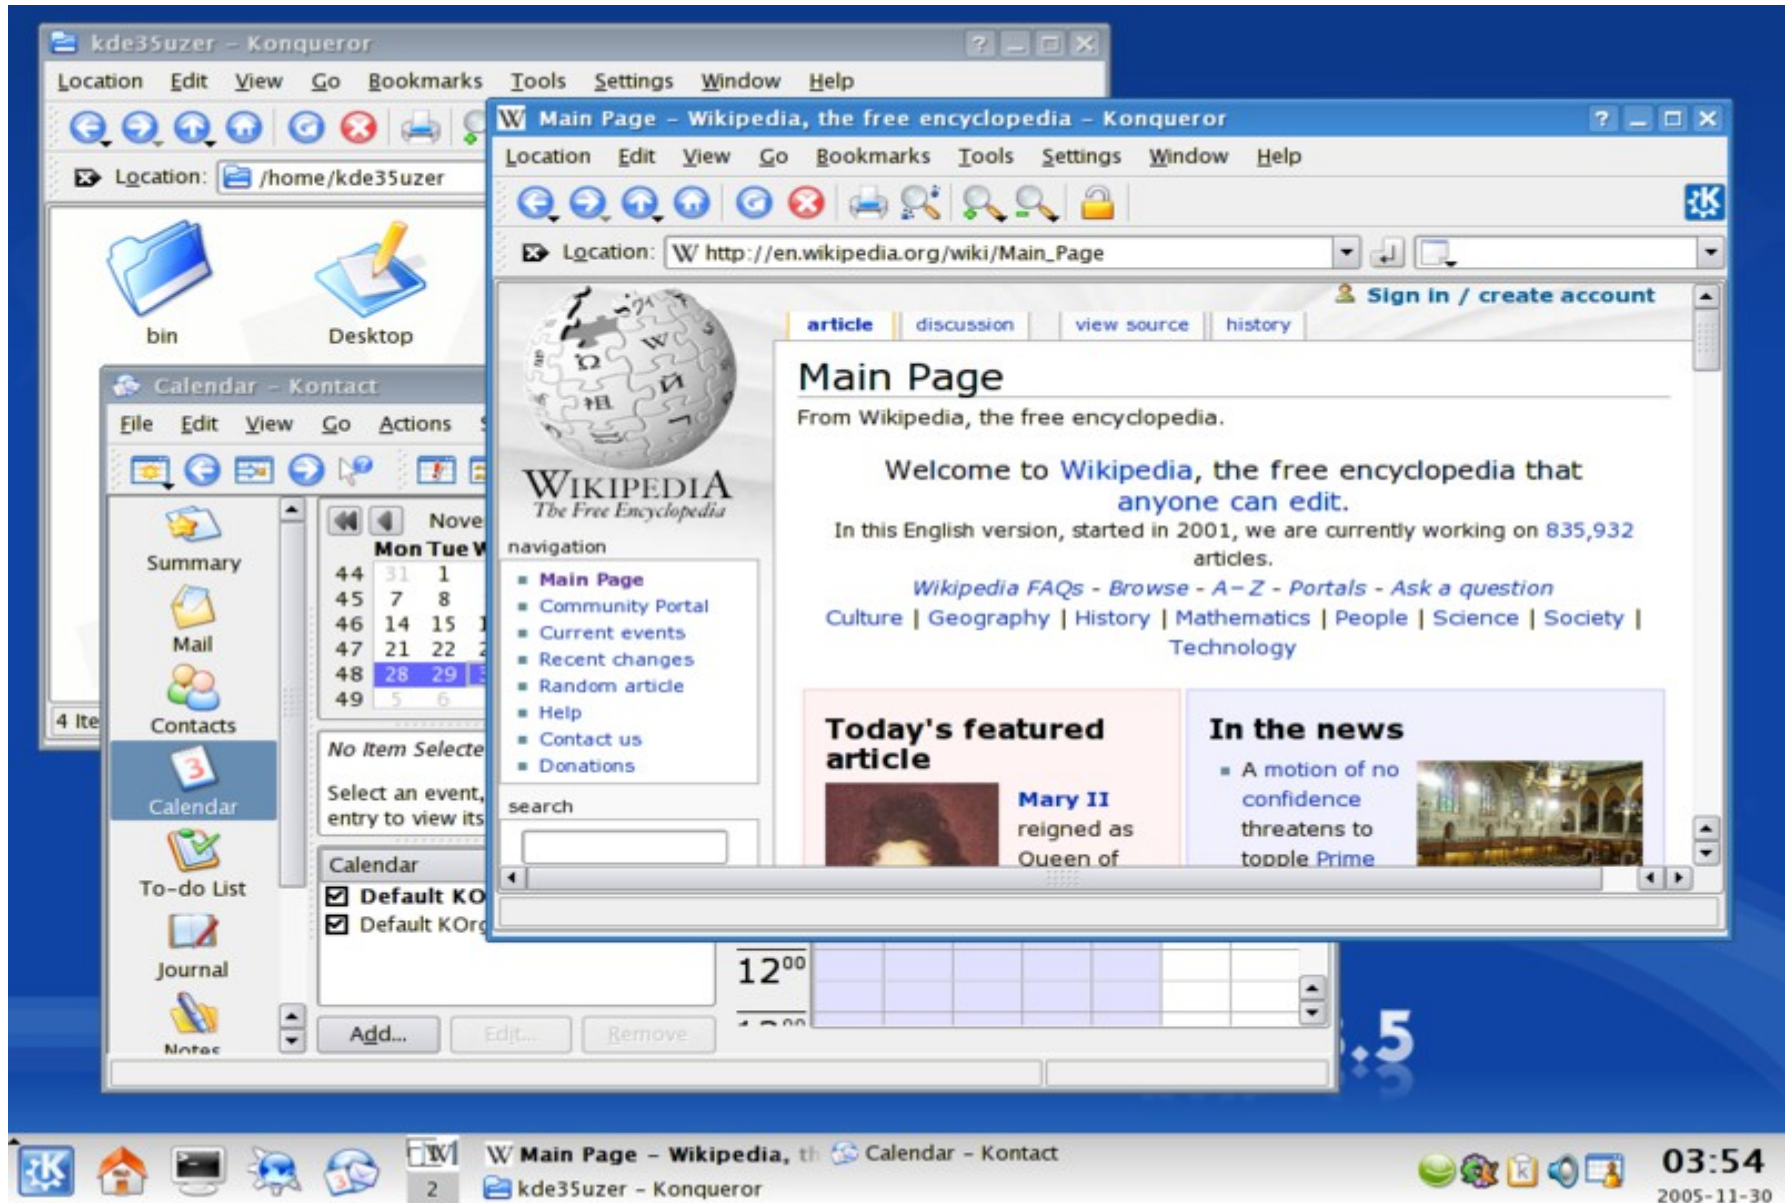 kde35uzer – Konqueror
Location Edit View Go Bookmarks Tools Settings Window Help
Location: /home/kde35uzer
bin
Desktop
4 Ite
Calendar – Kontact
File Edit View Go Actions
Summary
Mail
Contacts
Calendar
To-do List
Journal
Notes
Nove
Mon Tue W
44 31 1
45 7 8
46 14 15 1
47 21 22 2
48 28 29 3
49 5 6
No Item Selecte
Select an event,
entry to view its
Calendar
Default KO
Default KOrg
Add... Edit... Remove
12 00
Main Page – Wikipedia, the free encyclopedia – Konqueror
Location Edit View Go Bookmarks Tools Settings Window Help
Location: http://en.wikipedia.org/wiki/Main_Page
Sign in / create account
article discussion view source history
WIKIPEDIA
The Free Encyclopedia
navigation
Main Page
Community Portal
Current events
Recent changes
Random article
Help
Contact us
Donations
search
Main Page
From Wikipedia, the free encyclopedia.
Welcome to Wikipedia, the free encyclopedia that
anyone can edit.
In this English version, started in 2001, we are currently working on 835,932
articles.
Wikipedia FAQs - Browse - A–Z - Portals - Ask a question
Culture | Geography | History | Mathematics | People | Science | Society |
Technology
Today's featured
article
Mary II
reigned as
Queen of
In the news
A motion of no
confidence
threatens to
topple Prime
.5
2
Main Page – Wikipedia, th
Calendar – Kontact
kde35uzer – Konqueror
03:54
2005-11-30